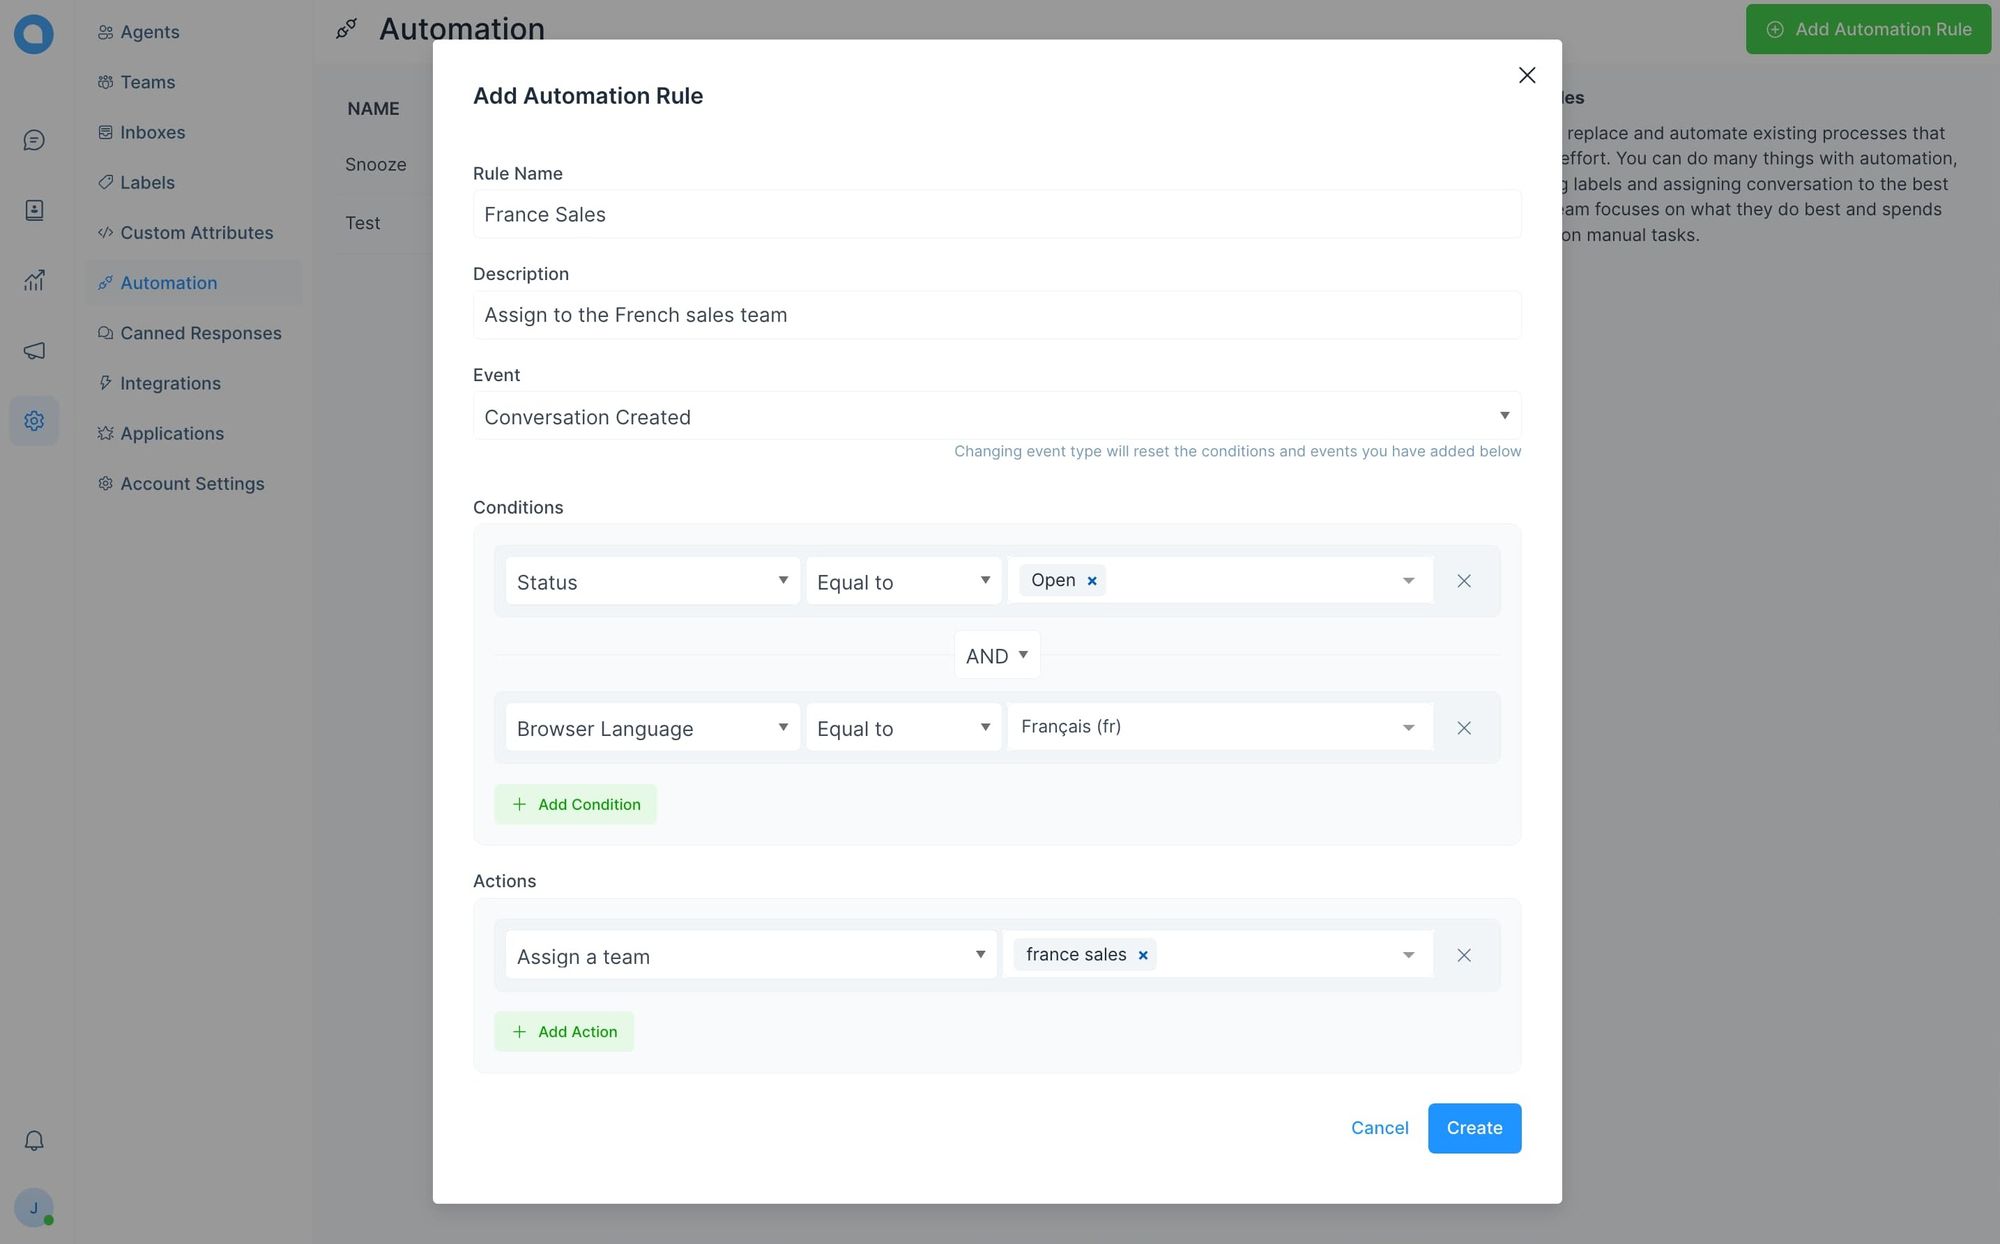 Agents
Teams
Inboxes
Labels
Custom Attributes
Automation
Canned Responses
Integrations
Applications
Account Settings
J
Automation
Add Automation Rule
NAME
Snooze
Test
les
replace and automate existing processes that
effort. You can do many things with automation,
g labels and assigning conversation to the best
eam focuses on what they do best and spends
on manual tasks.
Add Automation Rule
Rule Name
France Sales
Description
Assign to the French sales team
Event
Conversation Created
Changing event type will reset the conditions and events you have added below
Conditions
Status Equal to Open
AND
Browser Language Equal to Français (fr)
Add Condition
Actions
Assign a team france sales
Add Action
Cancel Create